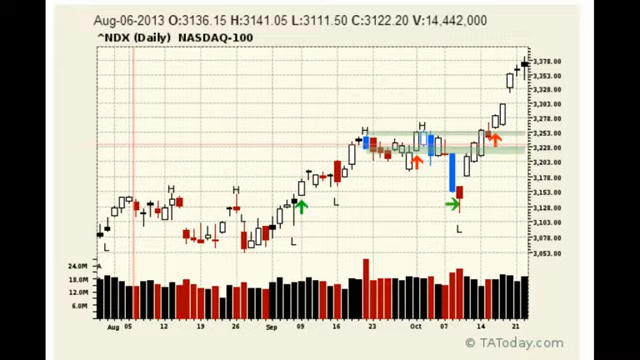 Aug-06-2013 O:3136.15 H:3141.05 L:3111.50 C:3122.20 V:14,442,000
^NDX (Daily) NASDAQ-100
3,378.00
3,353.00
3,328.00
3,303.00
3,278.00
3,253.00
3,228.00
3,203.00
3,178.00
3,153.00
3,128.00
3,103.00
3,078.00
3,053.00
H
H
H
H
L
L
L
L
24.0M
A
18.0M
12.0M
6.0M
Aug 05 12 19 26 Sep 09 16 23 Oct 07 14 21
© TAToday.com